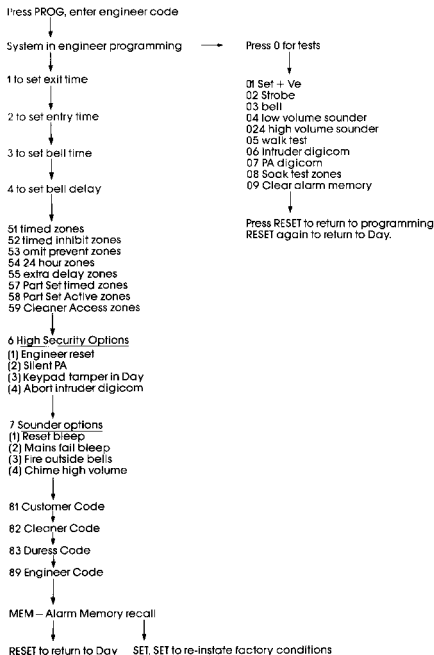 Press PROG, enter engineer code
System in engineer programming
1 to set exit time
2 to set entry time
3 to set bell time
4 to set bell delay
51 timed zones
52 timed inhibit zones
53 omit prevent zones
54 24 hour zones
55 extra delay zones
57 Part Set timed zones
58 Part Set Active zones
59 Cleaner Access zones
6 High Security Options
(1) Engineer reset
(2) Silent PA
(3) Keypad tamper in Day
(4) Abort intruder digicom
7 Sounder options
(1) Reset bleep
(2) Mains fail bleep
(3) Fire outside bells
(4) Chime high volume
81 Customer Code
82 Cleaner Code
83 Duress Code
89 Engineer Code
MEM – Alarm Memory recall
RESET to return to Day
SET, SET to re-instate factory conditions
Press 0 for tests
01 Set + Ve
02 Strobe
03 bell
04 low volume sounder
024 high volume sounder
05 walk test
06 Intruder digicom
07 PA digicom
08 Soak test zones
09 Clear alarm memory
Press RESET to return to programming
RESET again to return to Day.